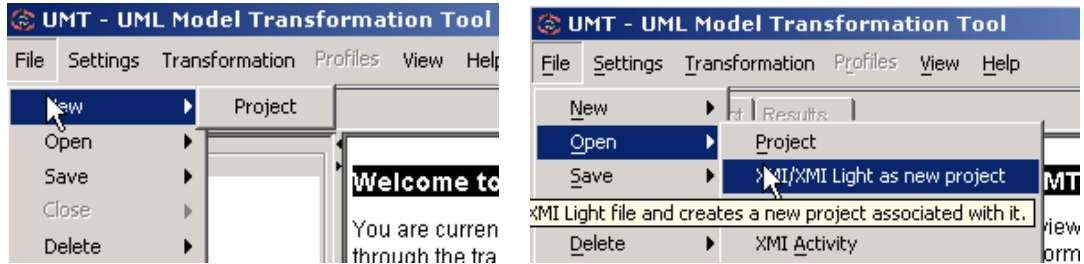 UMT - UML Model Transformation Tool
File Settings Transformation Profiles View Help
New Project
Open
Save
Close
Delete
Welcome to
You are curren
through the tra
UMT - UML Model Transformation Tool
File Settings Transformation Profiles View Help
New
Results
Open Project
Save XMI/XMI Light as new project
MT
XMI Light file and creates a new project associated with it.
view
Delete XMI Activity
orm